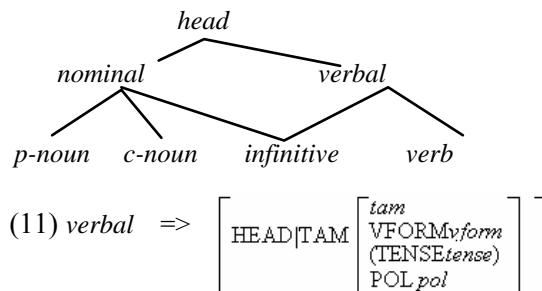 head
nominal verbal
p-noun c-noun infinitive verb
(11) verbal => HEAD|TAM
tam
VFORMvform
(TENSEtense)
POL pol